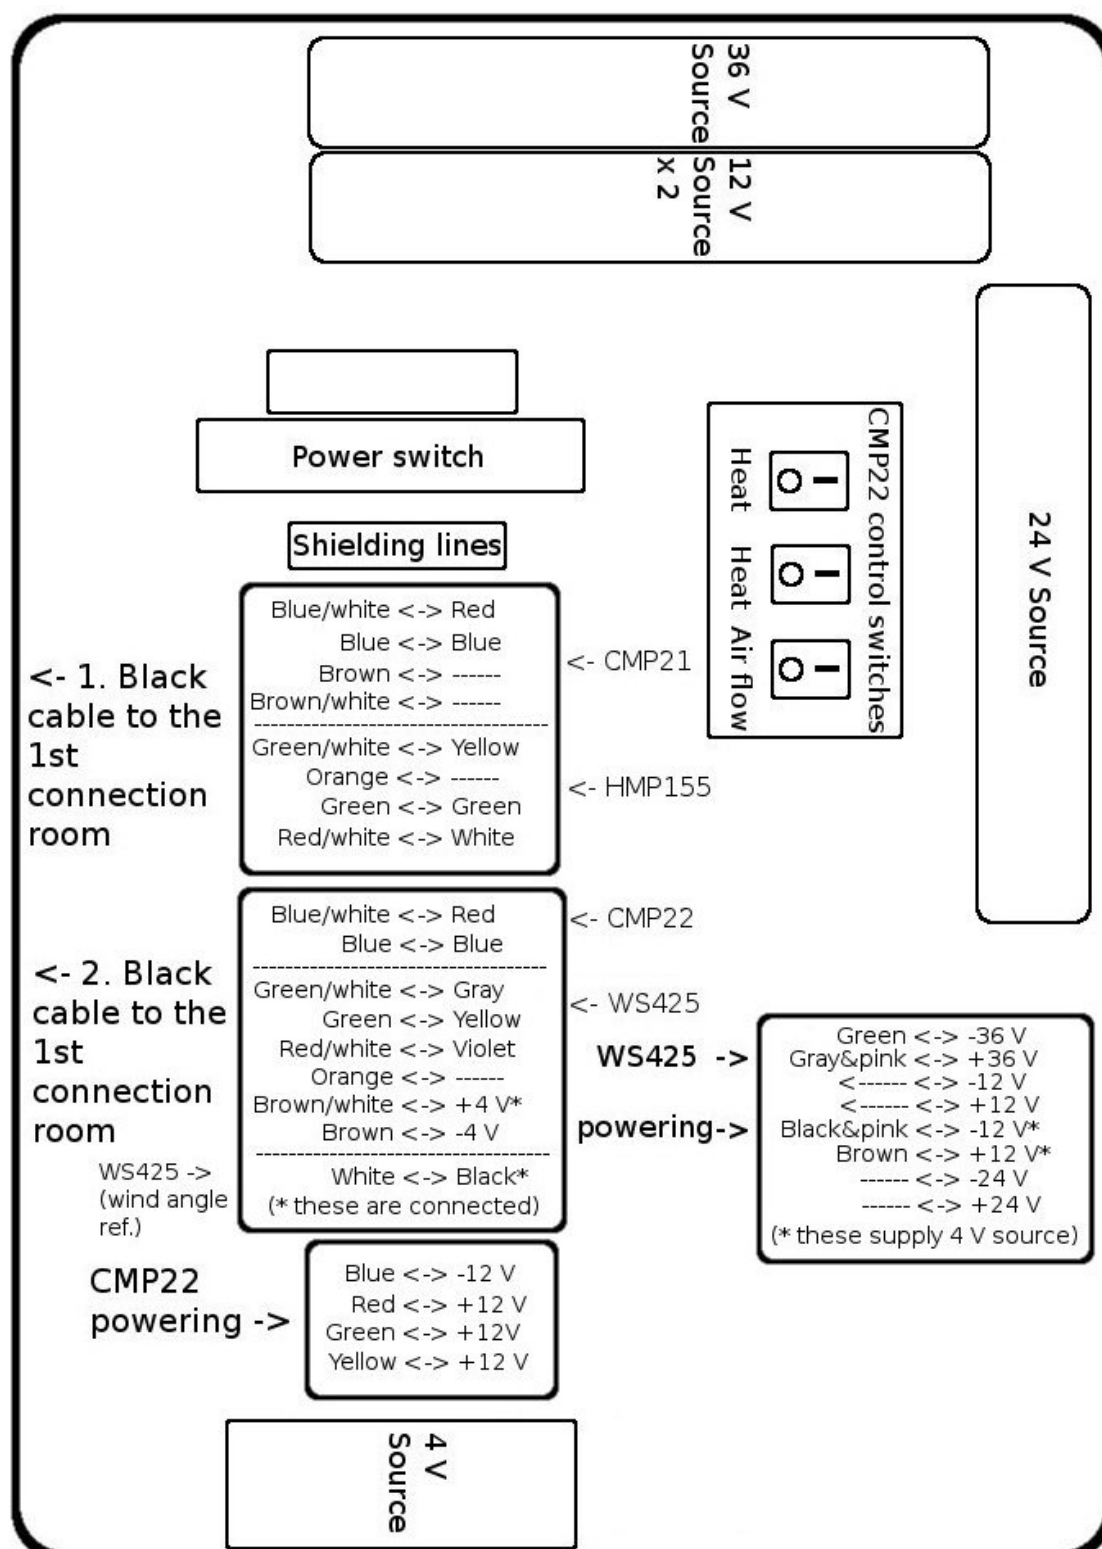 36 V
Source
12 V
Source
x 2
Power switch
Shielding lines
CMP22 control switches
Heat
Heat
Air flow
24 V Source
<- 1. Black
cable to the
1st
connection
room
Blue/white <-> Red
Blue <-> Blue
Brown <-> ------
Brown/white <-> ------
------------------------------------
Green/white <-> Yellow
Orange <-> ------
Green <-> Green
Red/white <-> White
<- CMP21
<- HMP155
<- 2. Black
cable to the
1st
connection
room
WS425 ->
(wind angle
ref.)
Blue/white <-> Red
Blue <-> Blue
------------------------------------
Green/white <-> Gray
Green <-> Yellow
Red/white <-> Violet
Orange <-> ------
Brown/white <-> +4 V*
Brown <-> -4 V
------------------------------------
White <-> Black*
(* these are connected)
<- CMP22
<- WS425
WS425 ->
powering->
Green <-> -36 V
Gray&pink <-> +36 V
<------ <-> -12 V
<------ <-> +12 V
Black&pink <-> -12 V*
Brown <-> +12 V*
------ <-> -24 V
------ <-> +24 V
(* these supply 4 V source)
CMP22
powering ->
Blue <-> -12 V
Red <-> +12 V
Green <-> +12V
Yellow <-> +12 V
4 V
Source